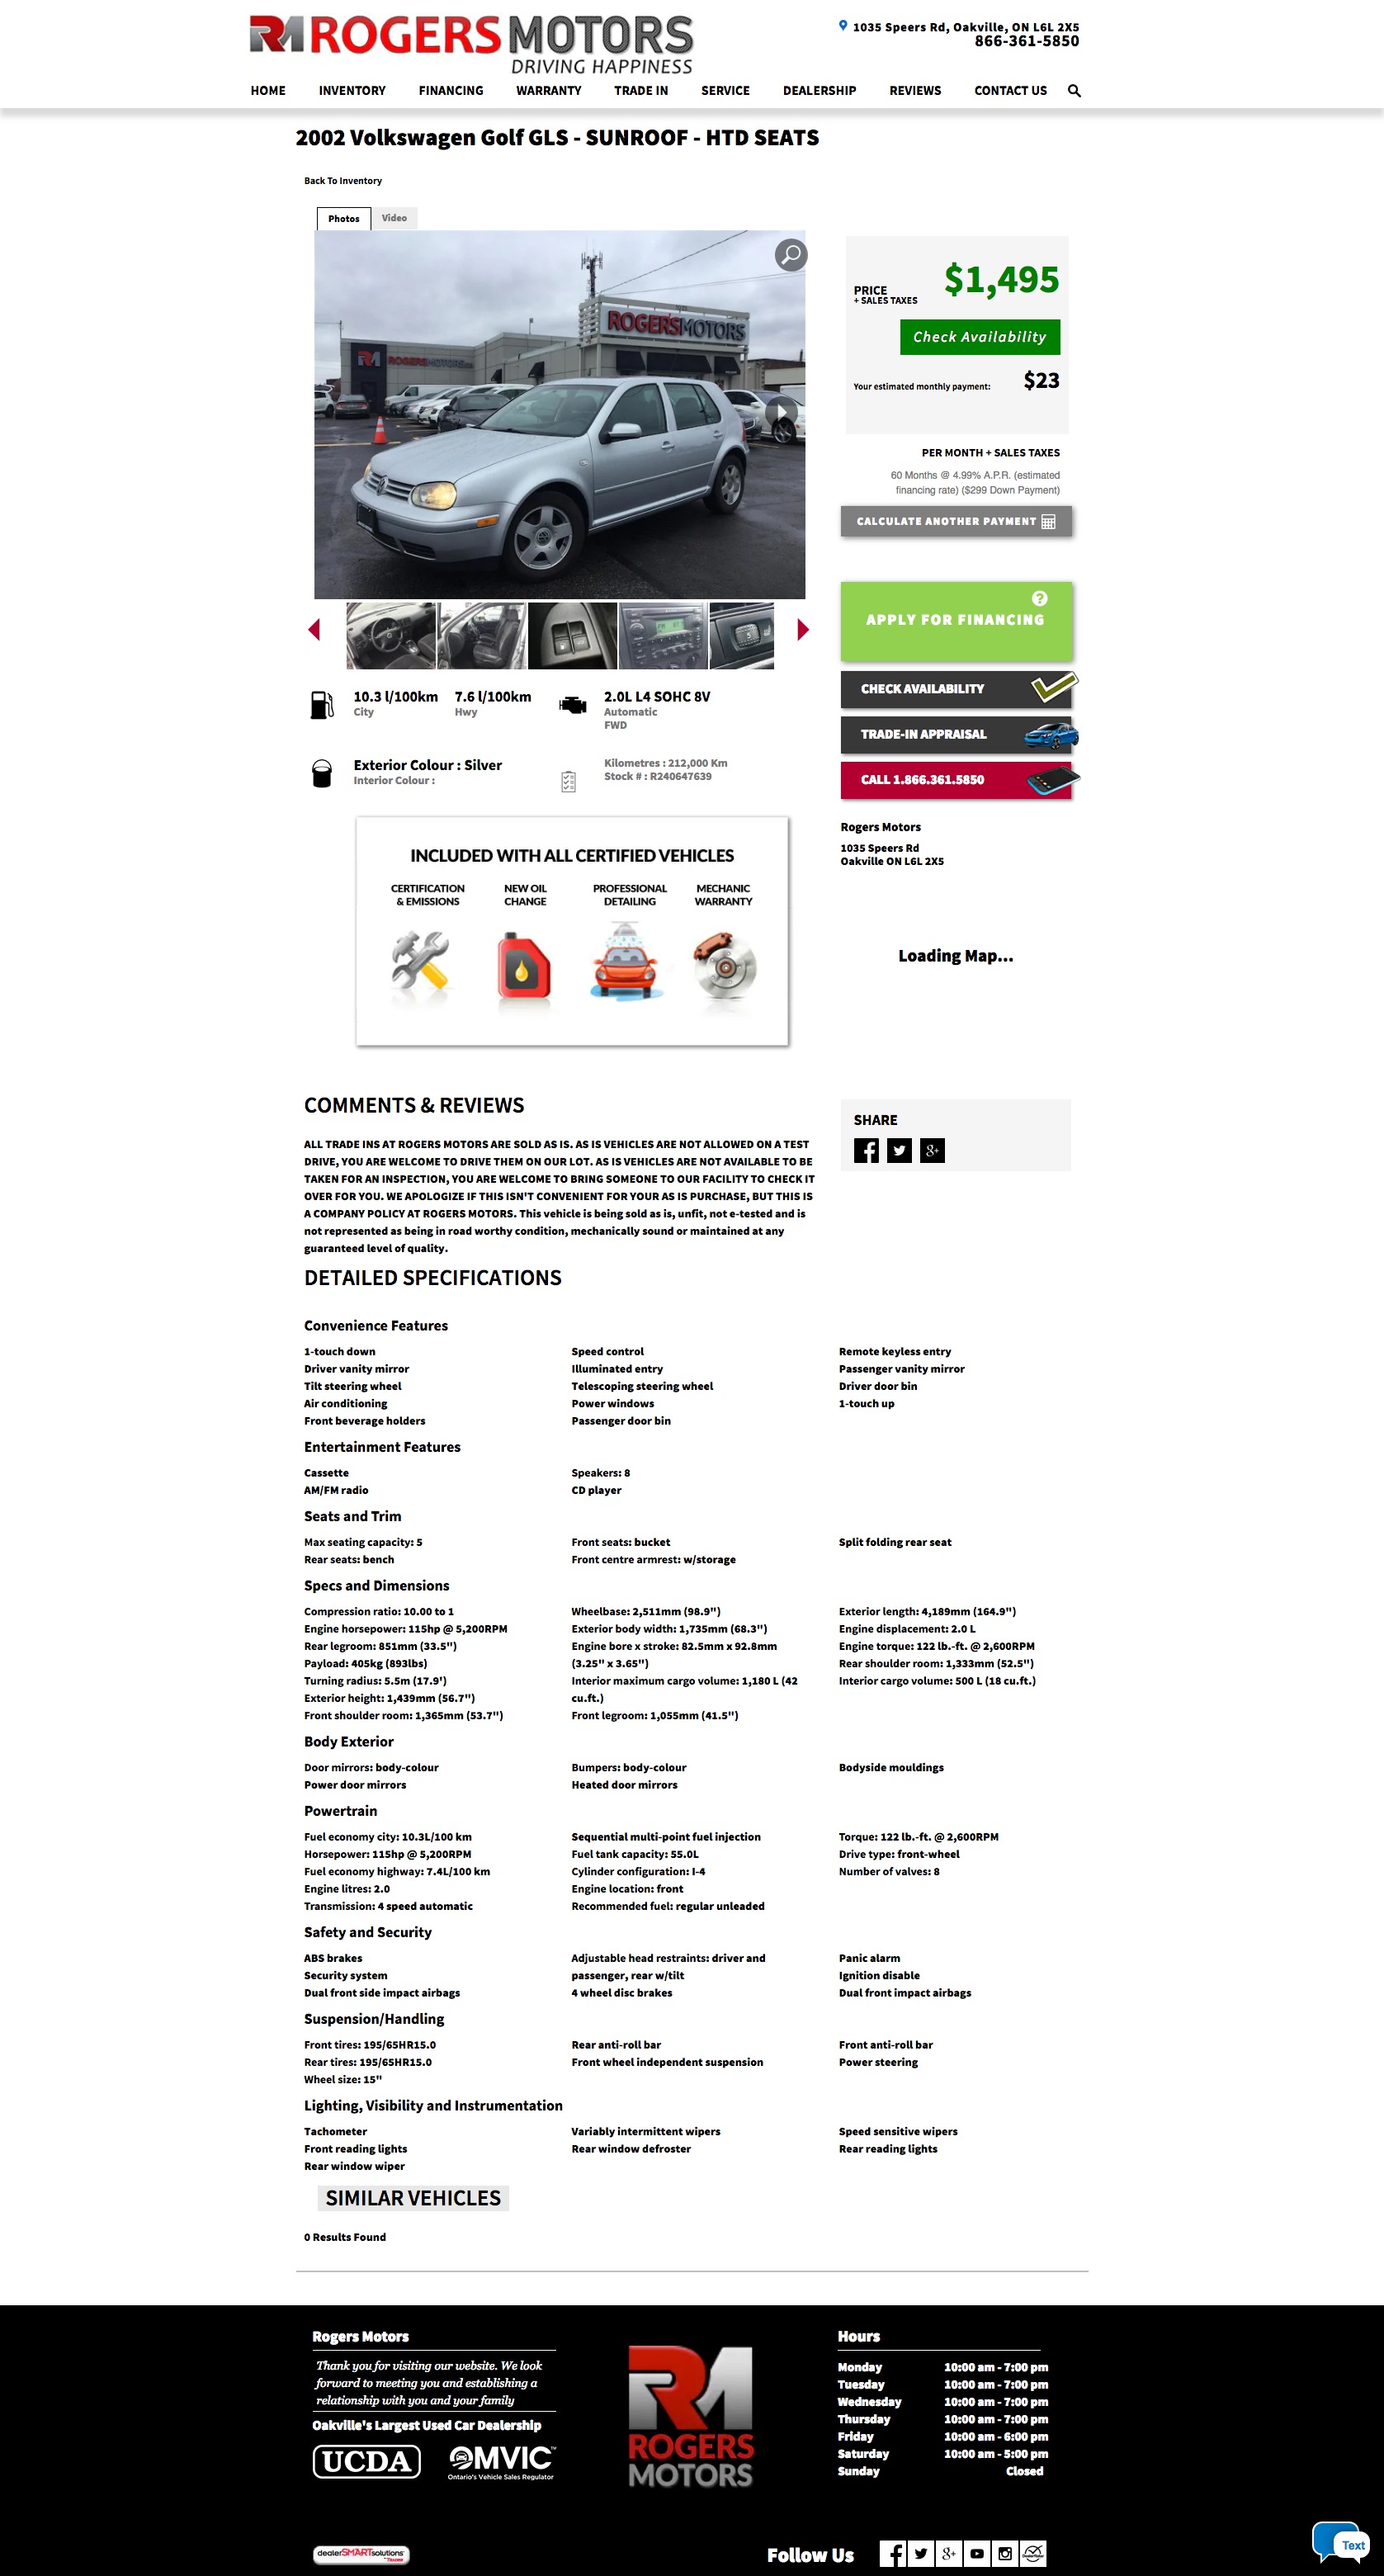 RM ROGERS MOTORS
DRIVING HAPPINESS
1035 Speers Rd, Oakville, ON L6L 2X5
866-361-5850
HOME INVENTORY FINANCING WARRANTY TRADE IN SERVICE DEALERSHIP REVIEWS CONTACT US
2002 Volkswagen Golf GLS - SUNROOF - HTD SEATS
Back To Inventory
Photos Video
ROGERSMOTORS
RM ROGERSMOTORS
PRICE
+ SALES TAXES
$1,495
Check Availability
Your estimated monthly payment: $23
PER MONTH + SALES TAXES
60 Months @ 4.99% A.P.R. (estimated
financing rate) ($299 Down Payment)
CALCULATE ANOTHER PAYMENT
?
APPLY FOR FINANCING
CHECK AVAILABILITY
TRADE-IN APPRAISAL
CALL 1.866.361.5850
Rogers Motors
1035 Speers Rd
Oakville ON L6L 2X5
Loading Map...
10.3 l/100km 7.6 l/100km
City Hwy
2.0L L4 SOHC 8V
Automatic
FWD
Exterior Colour : Silver
Interior Colour :
Kilometres : 212,000 Km
Stock # : R240647639
INCLUDED WITH ALL CERTIFIED VEHICLES
CERTIFICATION
& EMISSIONS
NEW OIL
CHANGE
PROFESSIONAL
DETAILING
MECHANIC
WARRANTY
COMMENTS & REVIEWS
ALL TRADE INS AT ROGERS MOTORS ARE SOLD AS IS. AS IS VEHICLES ARE NOT ALLOWED ON A TEST
DRIVE, YOU ARE WELCOME TO DRIVE THEM ON OUR LOT. AS IS VEHICLES ARE NOT AVAILABLE TO BE
TAKEN FOR AN INSPECTION, YOU ARE WELCOME TO BRING SOMEONE TO OUR FACILITY TO CHECK IT
OVER FOR YOU. WE APOLOGIZE IF THIS ISN'T CONVENIENT FOR YOUR AS IS PURCHASE, BUT THIS IS
A COMPANY POLICY AT ROGERS MOTORS. This vehicle is being sold as is, unfit, not e-tested and is
not represented as being in road worthy condition, mechanically sound or maintained at any
guaranteed level of quality.
SHARE
DETAILED SPECIFICATIONS
Convenience Features
1-touch down Speed control Remote keyless entry
Driver vanity mirror Illuminated entry Passenger vanity mirror
Tilt steering wheel Telescoping steering wheel Driver door bin
Air conditioning Power windows 1-touch up
Front beverage holders Passenger door bin
Entertainment Features
Cassette Speakers: 8
AM/FM radio CD player
Seats and Trim
Max seating capacity: 5 Front seats: bucket Split folding rear seat
Rear seats: bench Front centre armrest: w/storage
Specs and Dimensions
Compression ratio: 10.00 to 1 Wheelbase: 2,511mm (98.9") Exterior length: 4,189mm (164.9")
Engine horsepower: 115hp @ 5,200RPM Exterior body width: 1,735mm (68.3") Engine displacement: 2.0 L
Rear legroom: 851mm (33.5") Engine bore x stroke: 82.5mm x 92.8mm Engine torque: 122 lb.-ft. @ 2,600RPM
Payload: 405kg (893lbs) (3.25" x 3.65") Rear shoulder room: 1,333mm (52.5")
Turning radius: 5.5m (17.9') Interior maximum cargo volume: 1,180 L (42 Interior cargo volume: 500 L (18 cu.ft.)
Exterior height: 1,439mm (56.7") cu.ft.)
Front shoulder room: 1,365mm (53.7") Front legroom: 1,055mm (41.5")
Body Exterior
Door mirrors: body-colour Bumpers: body-colour Bodyside mouldings
Power door mirrors Heated door mirrors
Powertrain
Fuel economy city: 10.3L/100 km Sequential multi-point fuel injection Torque: 122 lb.-ft. @ 2,600RPM
Horsepower: 115hp @ 5,200RPM Fuel tank capacity: 55.0L Drive type: front-wheel
Fuel economy highway: 7.4L/100 km Cylinder configuration: I-4 Number of valves: 8
Engine litres: 2.0 Engine location: front
Transmission: 4 speed automatic Recommended fuel: regular unleaded
Safety and Security
ABS brakes Adjustable head restraints: driver and Panic alarm
Security system passenger, rear w/tilt Ignition disable
Dual front side impact airbags 4 wheel disc brakes Dual front impact airbags
Suspension/Handling
Front tires: 195/65HR15.0 Rear anti-roll bar Front anti-roll bar
Rear tires: 195/65HR15.0 Front wheel independent suspension Power steering
Wheel size: 15"
Lighting, Visibility and Instrumentation
Tachometer Variably intermittent wipers Speed sensitive wipers
Front reading lights Rear window defroster Rear reading lights
Rear window wiper
SIMILAR VEHICLES
0 Results Found
Rogers Motors
Thank you for visiting our website. We look
forward to meeting you and establishing a
relationship with you and your family
Oakville's Largest Used Car Dealership
UCDA
OMVIC™
Ontario's Vehicle Sales Regulator
RM
ROGERS
MOTORS
Hours
Monday 10:00 am - 7:00 pm
Tuesday 10:00 am - 7:00 pm
Wednesday 10:00 am - 7:00 pm
Thursday 10:00 am - 7:00 pm
Friday 10:00 am - 6:00 pm
Saturday 10:00 am - 5:00 pm
Sunday Closed
dealerSMARTsolutions
Follow Us
Text